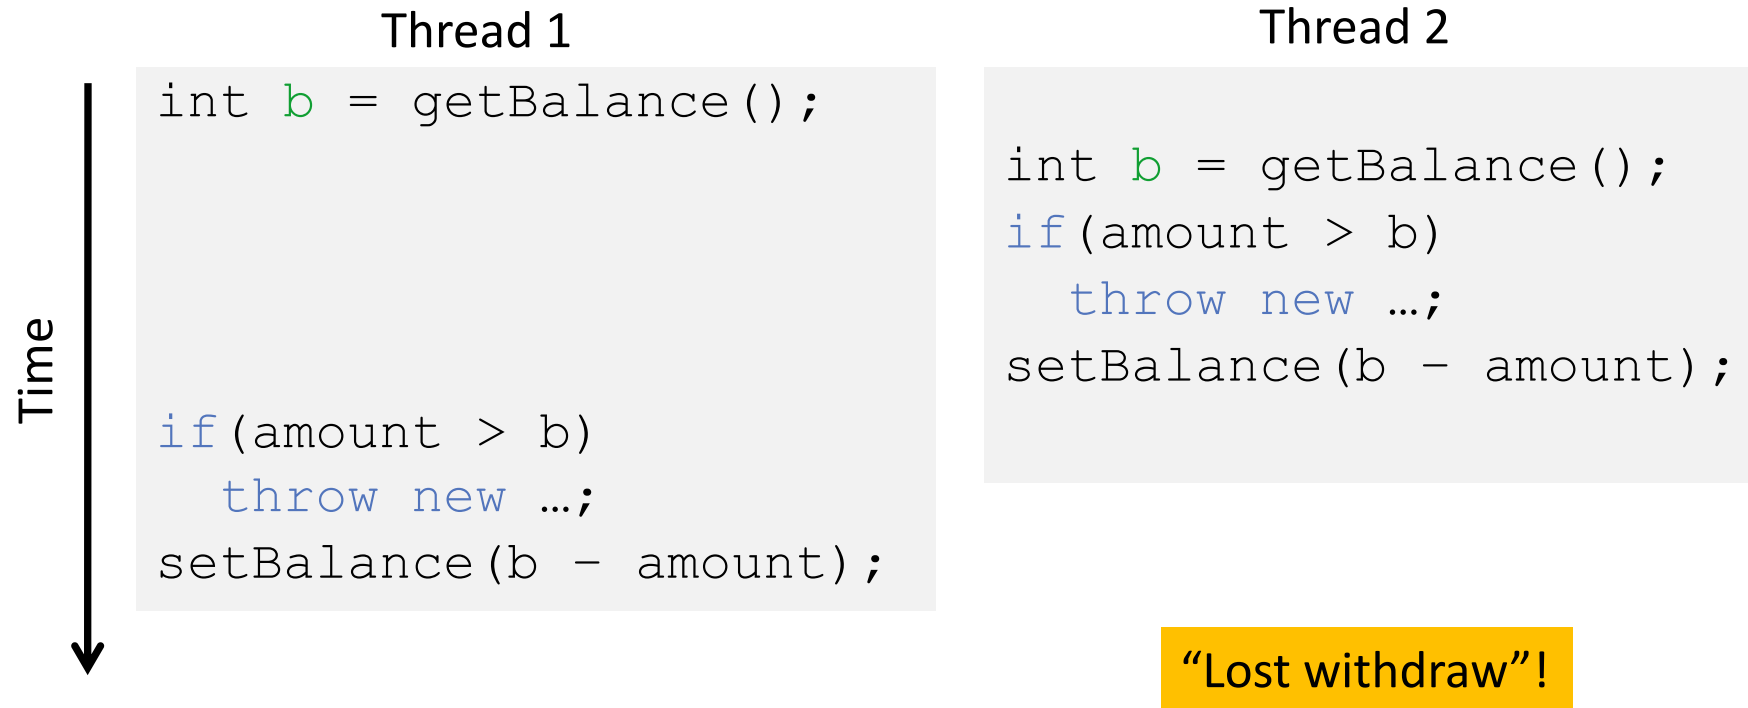 Thread 1
Thread 2
Time
int b = getBalance();
if(amount > b)
  throw new …;
setBalance(b – amount);
int b = getBalance();
if(amount > b)
  throw new …;
setBalance(b – amount);
“Lost withdraw”!